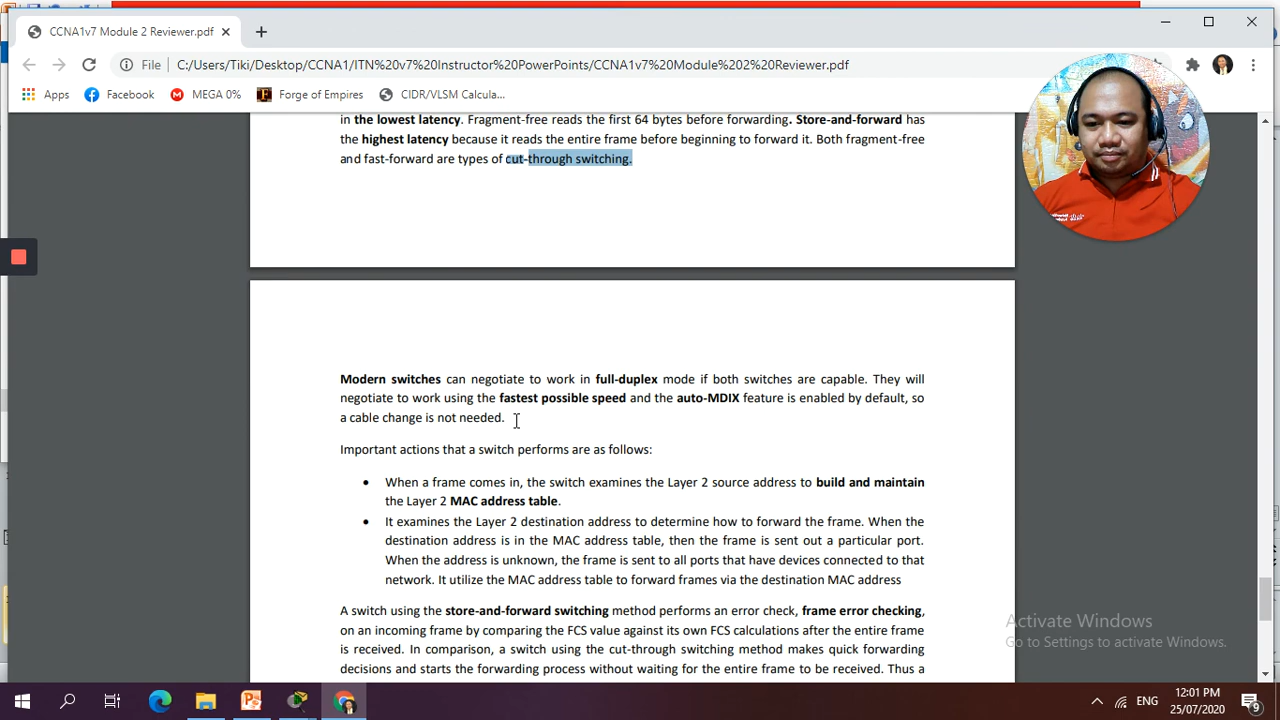 CCNA1v7 Module 2 Reviewer.pdf
File C:/Users/Tiki/Desktop/CCNA1/ITN%20v7%20Instructor%20PowerPoints/CCNA1v7%20Module%202%20Reviewer.pdf
Apps Facebook MEGA 0% Forge of Empires CIDR/VLSM Calcula...
in the lowest latency. Fragment-free reads the first 64 bytes before forwarding. Store-and-forward has
the highest latency because it reads the entire frame before beginning to forward it. Both fragment-free
and fast-forward are types of cut-through switching.
Modern switches can negotiate to work in full-duplex mode if both switches are capable. They will
negotiate to work using the fastest possible speed and the auto-MDIX feature is enabled by default, so
a cable change is not needed.
Important actions that a switch performs are as follows:
• When a frame comes in, the switch examines the Layer 2 source address to build and maintain
the Layer 2 MAC address table.
• It examines the Layer 2 destination address to determine how to forward the frame. When the
destination address is in the MAC address table, then the frame is sent out a particular port.
When the address is unknown, the frame is sent to all ports that have devices connected to that
network. It utilize the MAC address table to forward frames via the destination MAC address
A switch using the store-and-forward switching method performs an error check, frame error checking,
on an incoming frame by comparing the FCS value against its own FCS calculations after the entire frame
is received. In comparison, a switch using the cut-through switching method makes quick forwarding
decisions and starts the forwarding process without waiting for the entire frame to be received. Thus a
Activate Windows
Go to Settings to activate Windows.
ENG
12:01 PM
25/07/2020
9